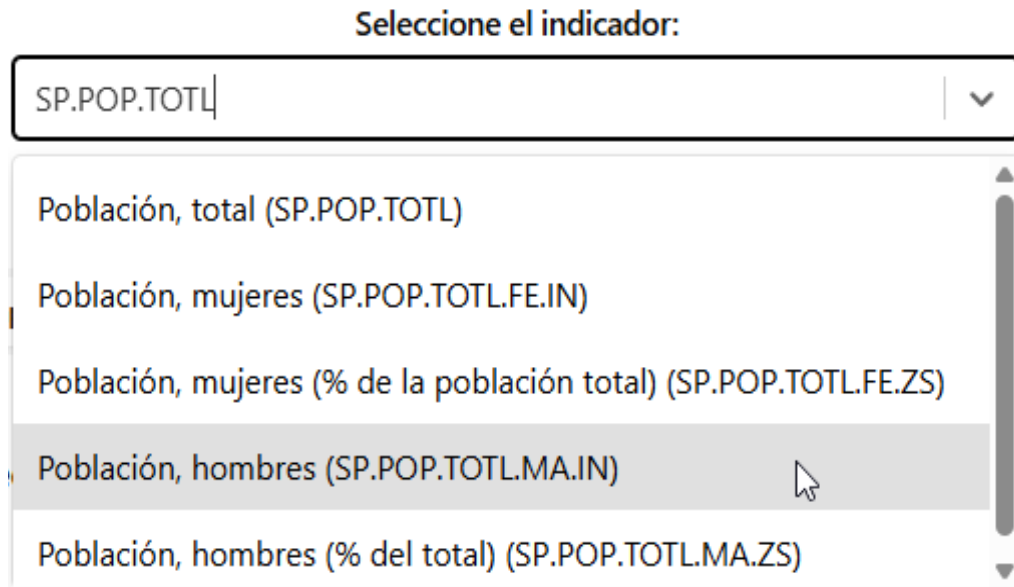 Seleccione el indicador:
SP.POP.TOTL
Población, total (SP.POP.TOTL)
Población, mujeres (SP.POP.TOTL.FE.IN)
Población, mujeres (% de la población total) (SP.POP.TOTL.FE.ZS)
Población, hombres (SP.POP.TOTL.MA.IN)
Población, hombres (% del total) (SP.POP.TOTL.MA.ZS)